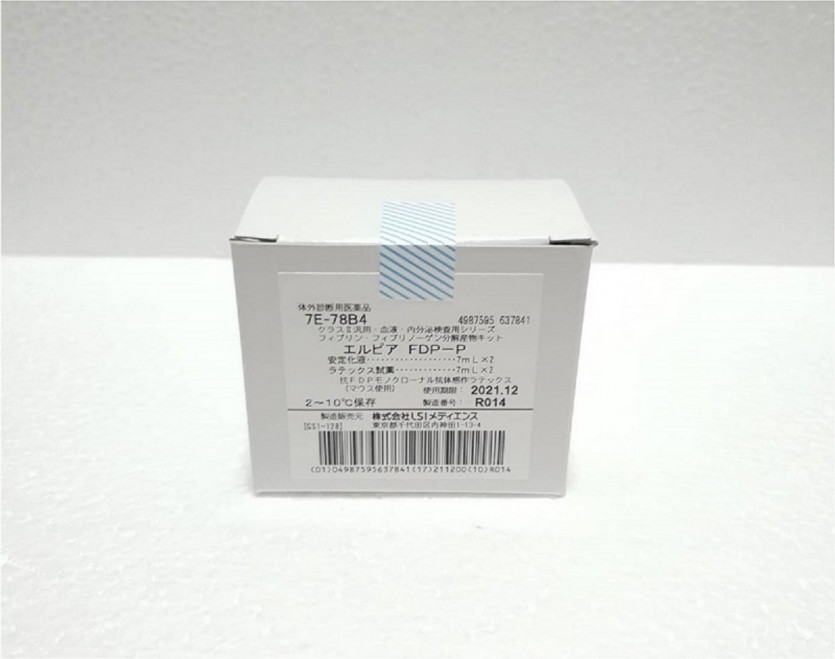 体外診断用医薬品
7E-78B4 4987595 637841
クラスⅡ汎用・血液・内分泌検査用シリーズ
フィブリン・フィブリノーゲン分解産物キット
エルピア FDP-P
安定化液・・・・・・・・・・・・・・・・・・7mL×2
ラテックス試薬・・・・・・・・・・・・・・7mL×2
抗FDPモノクローナル抗体感作ラテックス
(マウス使用) 使用期限: 2021.12
2~10℃保存 製造番号: R014
製造販売元 株式会社LSIメディエンス
[GS1-128] 東京都千代田区内神田1-13-4
(01)04987595637841(17)211200(10)R014